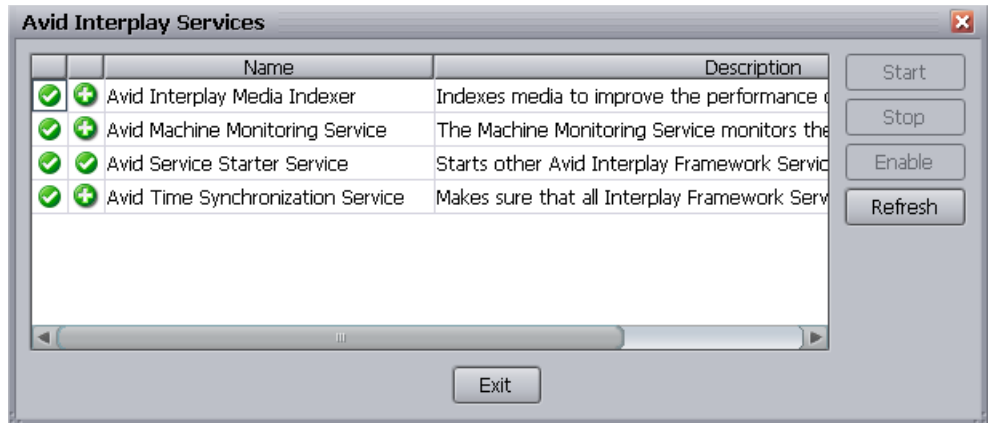 Avid Interplay Services
Name Description
Avid Interplay Media Indexer Indexes media to improve the performance
Avid Machine Monitoring Service The Machine Monitoring Service monitors the
Avid Service Starter Service Starts other Avid Interplay Framework Servic
Avid Time Synchronization Service Makes sure that all Interplay Framework Serv
Start
Stop
Enable
Refresh
Exit